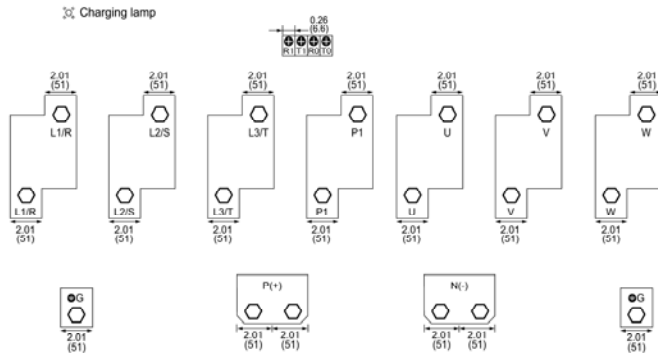 Charging lamp
0.26
(6.6)
R1 T1 R0 T0
2.01 2.01 2.01 2.01 2.01 2.01 2.01
(51) (51) (51) (51) (51) (51) (51)
L1/R L2/S L3/T P1 U V W
L1/R L2/S L3/T P1 U V W
2.01 2.01 2.01 2.01 2.01 2.01 2.01
(51) (51) (51) (51) (51) (51) (51)
G P(+) N(-) G
2.01 2.01 2.01 2.01 2.01 2.01
(51) (51) (51) (51) (51) (51)